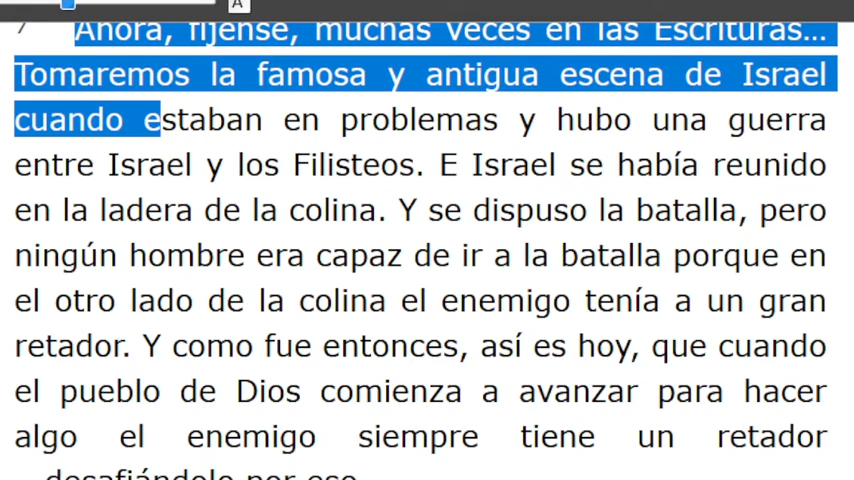 A
7 Ahora, fíjense, muchas veces en las Escrituras...
Tomaremos la famosa y antigua escena de Israel
cuando estaban en problemas y hubo una guerra
entre Israel y los Filisteos. E Israel se había reunido
en la ladera de la colina. Y se dispuso la batalla, pero
ningún hombre era capaz de ir a la batalla porque en
el otro lado de la colina el enemigo tenía a un gran
retador. Y como fue entonces, así es hoy, que cuando
el pueblo de Dios comienza a avanzar para hacer
algo el enemigo siempre tiene un retador
desafiándolo por eso.